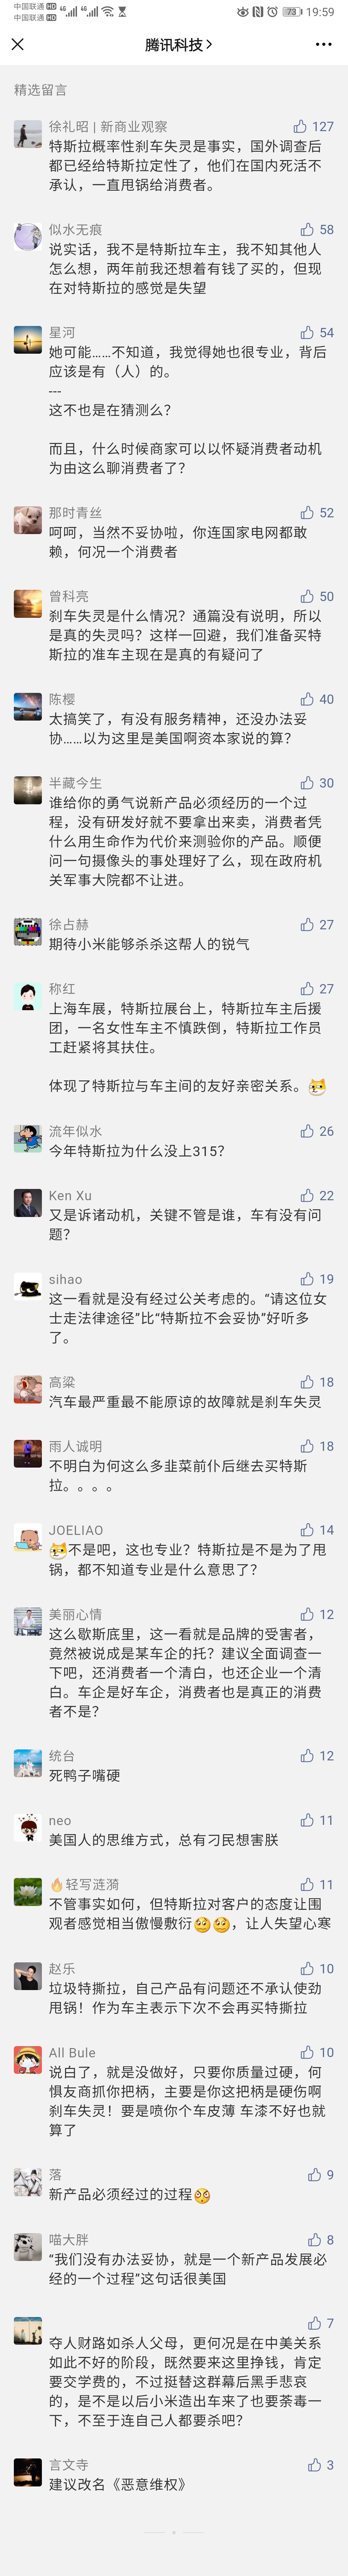 中国联通 HD 4G 4G
中国联通 HD
73 19:59
腾讯科技
精选留言
徐礼昭 | 新商业观察 127
特斯拉概率性刹车失灵是事实，国外调查后
都已经给特斯拉定性了，他们在国内死活不
承认，一直甩锅给消费者。
似水无痕 58
说实话，我不是特斯拉车主，我不知其他人
怎么想，两年前我还想着有钱了买的，但现
在对特斯拉的感觉是失望
星河 54
她可能……不知道，我觉得她也很专业，背后
应该是有（人）的。
---
这不也是在猜测么？
而且，什么时候商家可以以怀疑消费者动机
为由这么聊消费者了？
那时青丝 52
呵呵，当然不妥协啦，你连国家电网都敢
赖，何况一个消费者
曾科亮 50
刹车失灵是什么情况？通篇没有说明，所以
是真的失灵吗？这样一回避，我们准备买特
斯拉的准车主现在是真的有疑问了
陈樱 40
太搞笑了，有没有服务精神，还没办法妥
协……以为这里是美国啊资本家说的算？
半藏今生 30
谁给你的勇气说新产品必须经历的一个过
程，没有研发好就不要拿出来卖，消费者凭
什么用生命作为代价来测验你的产品。顺便
问一句摄像头的事处理好了么，现在政府机
关军事大院都不让进。
徐占赫 27
期待小米能够杀杀这帮人的锐气
称红 27
上海车展，特斯拉展台上，特斯拉车主后援
团，一名女性车主不慎跌倒，特斯拉工作员
工赶紧将其扶住。
体现了特斯拉与车主间的友好亲密关系。
流年似水 26
今年特斯拉为什么没上315？
Ken Xu 22
又是诉诸动机，关键不管是谁，车有没有问
题？
sihao 19
这一看就是没有经过公关考虑的。“请这位女
士走法律途径”比“特斯拉不会妥协”好听多
了。
高粱 18
汽车最严重最不能原谅的故障就是刹车失灵
雨人诚明 18
不明白为何这么多韭菜前仆后继去买特斯
拉。。。。
JOELIAO 14
不是吧，这也专业？特斯拉是不是为了甩
锅，都不知道专业是什么意思了？
美丽心情 12
这么歇斯底里，这一看就是品牌的受害者，
竟然被说成是某车企的托？建议全面调查一
下吧，还消费者一个清白，也还企业一个清
白。车企是好车企，消费者也是真正的消费
者不是？
统台 12
死鸭子嘴硬
neo 11
美国人的思维方式，总有刁民想害朕
轻写涟漪 11
不管事实如何，但特斯拉对客户的态度让围
观者感觉相当傲慢敷衍，让人失望心寒
赵乐 10
垃圾特撕拉，自己产品有问题还不承认使劲
甩锅！作为车主表示下次不会再买特撕拉
All Bule 10
说白了，就是没做好，只要你质量过硬，何
惧友商抓你把柄，主要是你这把柄是硬伤啊
刹车失灵！要是喷你个车皮薄 车漆不好也就
算了
落 9
新产品必须经过的过程
喵大胖 8
“我们没有办法妥协，就是一个新产品发展必
经的一个过程”这句话很美国
7
夺人财路如杀人父母，更何况是在中美关系
如此不好的阶段，既然要来这里挣钱，肯定
要交学费的，不过挺替这群幕后黑手悲哀
的，是不是以后小米造出车来了也要荼毒一
下，不至于连自己人都要杀吧？
言文寺 3
建议改名《恶意维权》